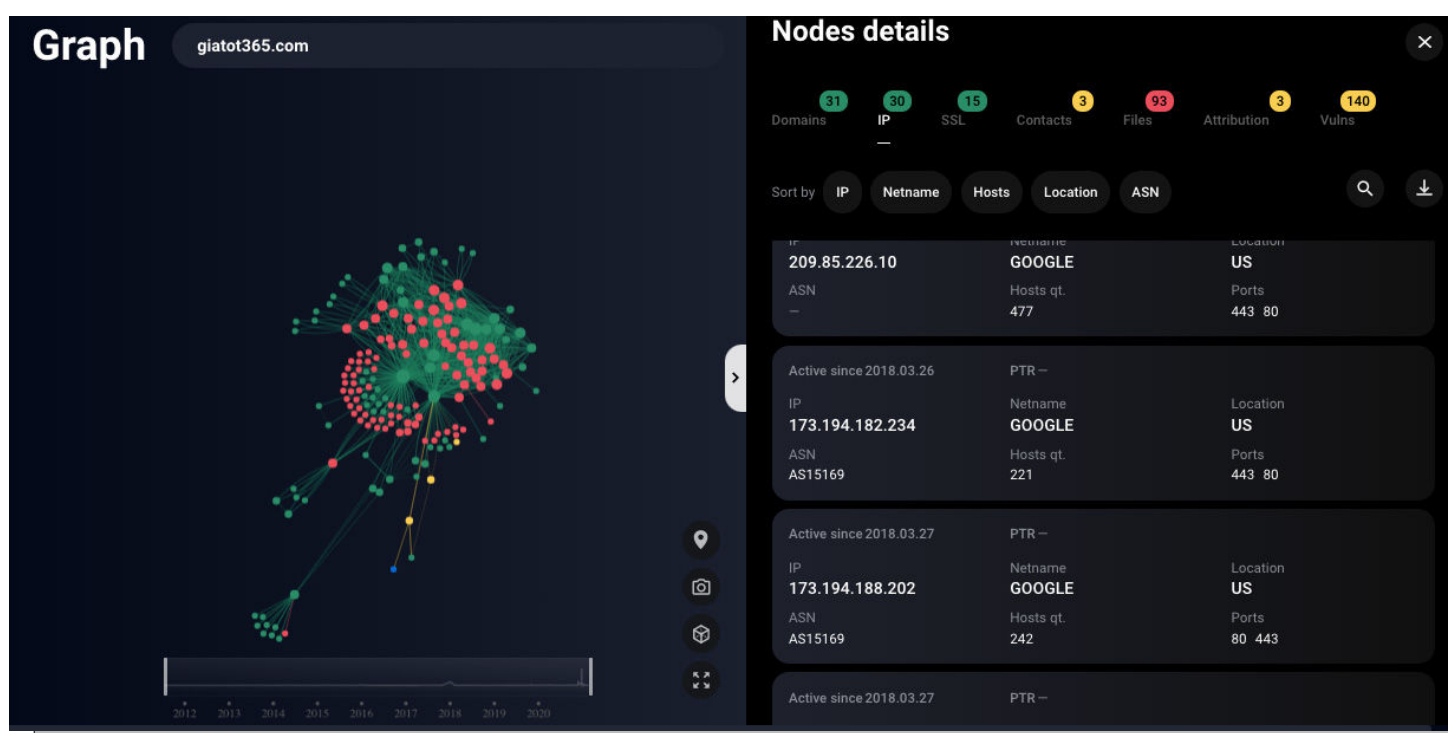 Graph
giatot365.com
Nodes details
31 30 15 3 93 3 140
Domains IP SSL Contacts Files Attribution Vulns
Sort by IP Netname Hosts Location ASN
IP Netname Location
209.85.226.10 GOOGLE US
ASN Hosts qt. Ports
— 477 443 80
Active since 2018.03.26 PTR —
IP Netname Location
173.194.182.234 GOOGLE US
ASN Hosts qt. Ports
AS15169 221 443 80
Active since 2018.03.27 PTR —
IP Netname Location
173.194.188.202 GOOGLE US
ASN Hosts qt. Ports
AS15169 242 80 443
Active since 2018.03.27 PTR —
2012 2013 2014 2015 2016 2017 2018 2019 2020